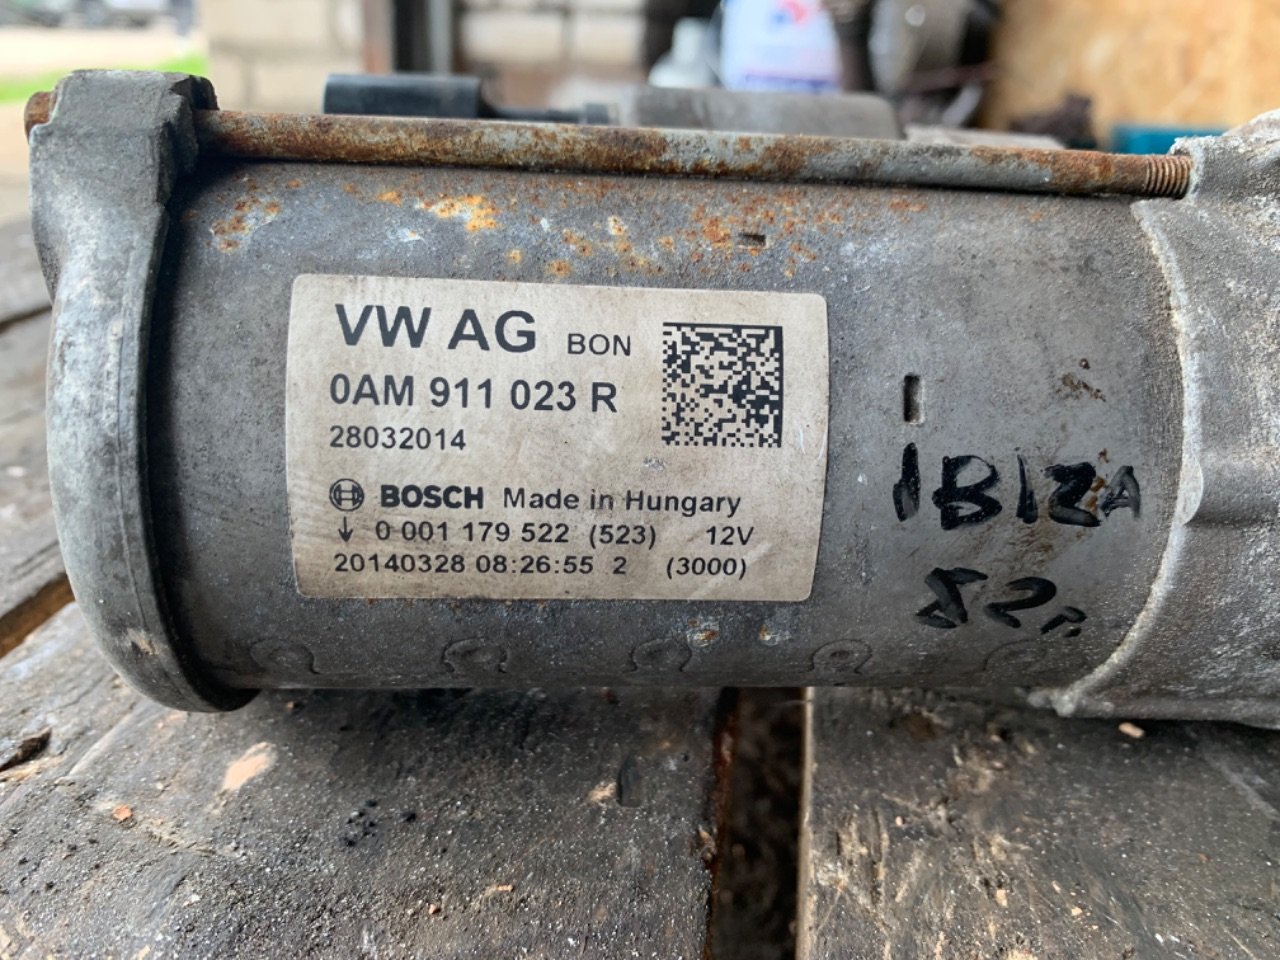 VW AG BON
0AM 911 023 R
28032014
BOSCH Made in Hungary
↓ 0 001 179 522 (523) 12V
20140328 08:26:55 2 (3000)
IBIZA